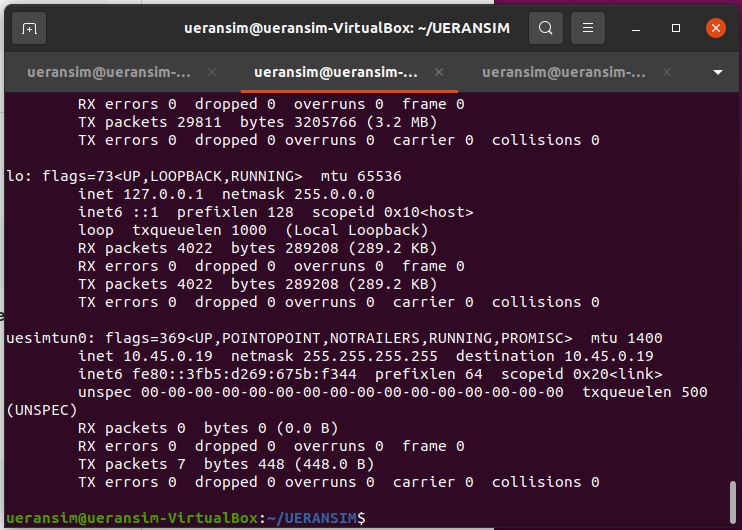 ueransim@ueransim-VirtualBox: ~/UERANSIM
ueransim@ueransim-... × ueransim@ueransim-... × ueransim@ueransim-... ×
RX errors 0  dropped 0  overruns 0  frame 0
TX packets 29811  bytes 3205766 (3.2 MB)
TX errors 0  dropped 0 overruns 0  carrier 0  collisions 0
lo: flags=73<UP,LOOPBACK,RUNNING>  mtu 65536
inet 127.0.0.1  netmask 255.0.0.0
inet6 ::1  prefixlen 128  scopeid 0x10<host>
loop  txqueuelen 1000  (Local Loopback)
RX packets 4022  bytes 289208 (289.2 KB)
RX errors 0  dropped 0  overruns 0  frame 0
TX packets 4022  bytes 289208 (289.2 KB)
TX errors 0  dropped 0 overruns 0  carrier 0  collisions 0
uesimtun0: flags=369<UP,POINTOPOINT,NOTRAILERS,RUNNING,PROMISC>  mtu 1400
inet 10.45.0.19  netmask 255.255.255.255  destination 10.45.0.19
inet6 fe80::3fb5:d269:675b:f344  prefixlen 64  scopeid 0x20<link>
unspec 00-00-00-00-00-00-00-00-00-00-00-00-00-00-00-00  txqueuelen 500
(UNSPEC)
RX packets 0  bytes 0 (0.0 B)
RX errors 0  dropped 0  overruns 0  frame 0
TX packets 7  bytes 448 (448.0 B)
TX errors 0  dropped 0 overruns 0  carrier 0  collisions 0
ueransim@ueransim-VirtualBox:~/UERANSIM$